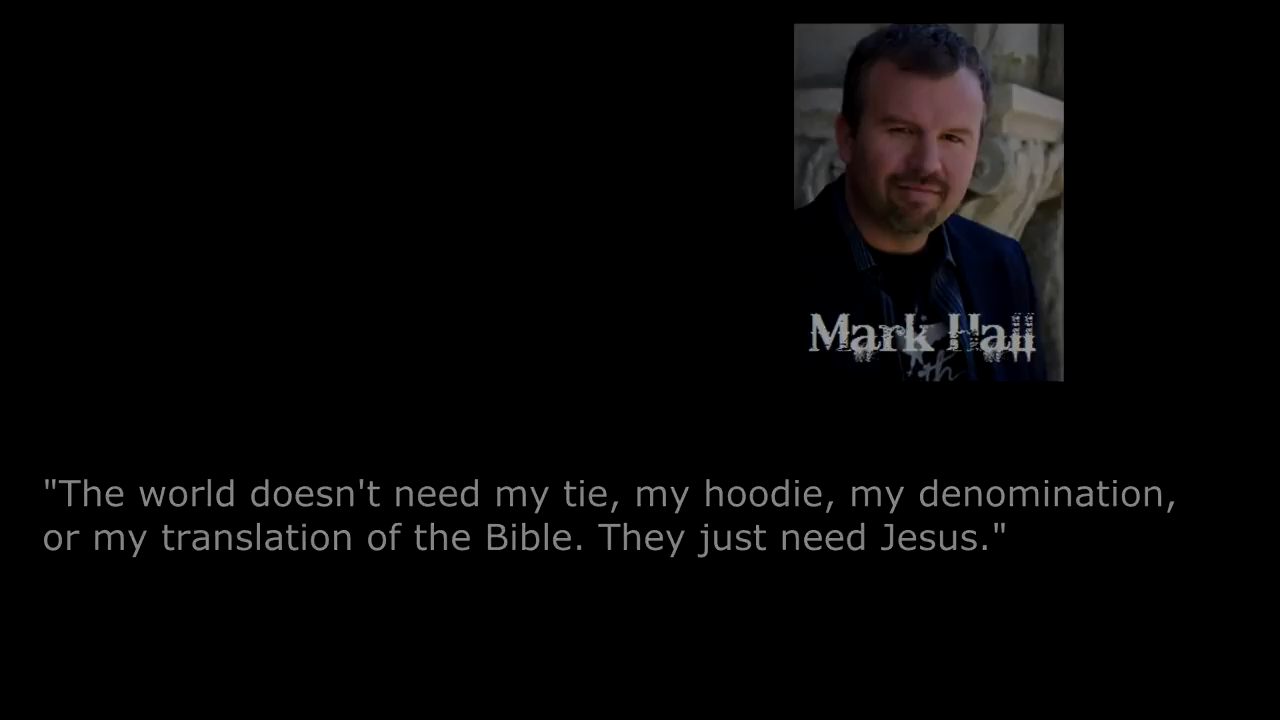 Mark Hall
"The world doesn't need my tie, my hoodie, my denomination,
or my translation of the Bible. They just need Jesus."